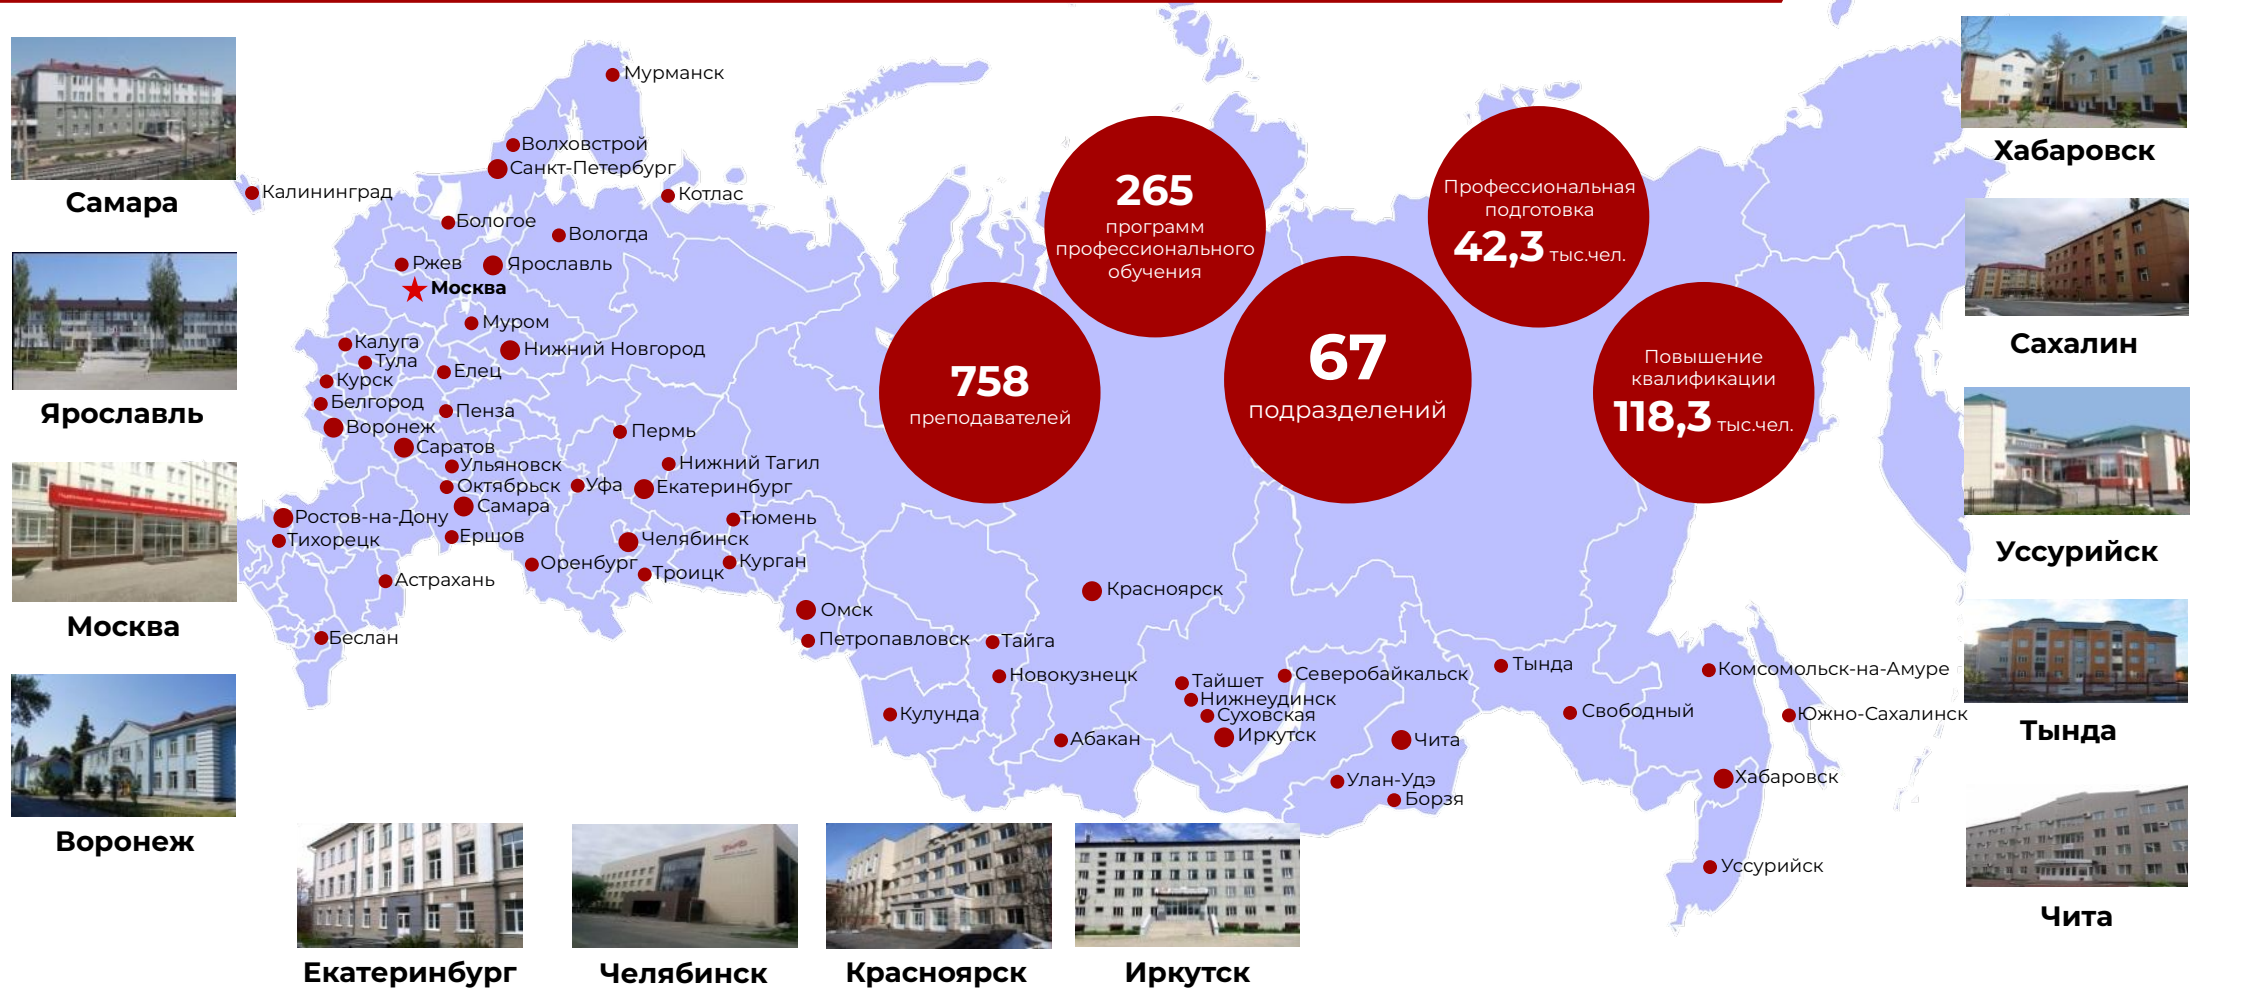 Самара
Ярославль
Москва
Воронеж
Екатеринбург
Челябинск
Красноярск
Иркутск
Хабаровск
Сахалин
Уссурийск
Тында
Чита
265
программ
профессионального
обучения
Профессиональная
подготовка
42,3 тыс.чел.
758
преподавателей
67
подразделений
Повышение
квалификации
118,3 тыс.чел.
Мурманск
Волховстрой
Санкт-Петербург
Калининград
Котлас
Бологое
Вологда
Ржев
Ярославль
Москва
Муром
Калуга
Нижний Новгород
Тула
Елец
Курск
Белгород
Пенза
Воронеж
Пермь
Саратов
Ульяновск
Нижний Тагил
Октябрьск
Уфа
Екатеринбург
Самара
Ростов-на-Дону
Тюмень
Тихорецк
Ершов
Челябинск
Оренбург
Троицк
Курган
Астрахань
Беслан
Омск
Петропавловск
Красноярск
Тайга
Новокузнецк
Кулунда
Абакан
Тайшет
Северобайкальск
Нижнеудинск
Суховская
Иркутск
Чита
Улан-Удэ
Борзя
Тында
Свободный
Комсомольск-на-Амуре
Южно-Сахалинск
Хабаровск
Уссурийск